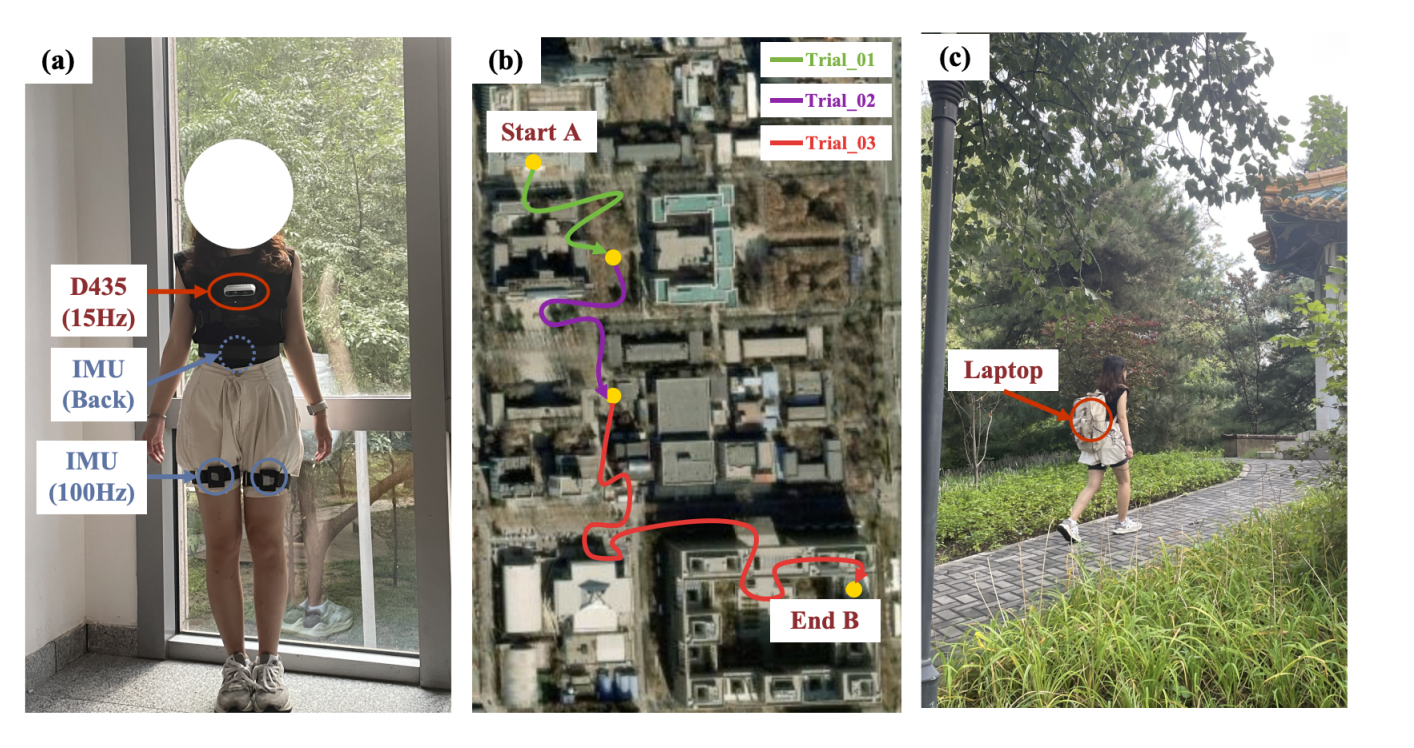 (a)
D435
(15Hz)
IMU
(Back)
IMU
(100Hz)
(b)
Trial_01
Trial_02
Trial_03
Start A
End B
(c)
Laptop